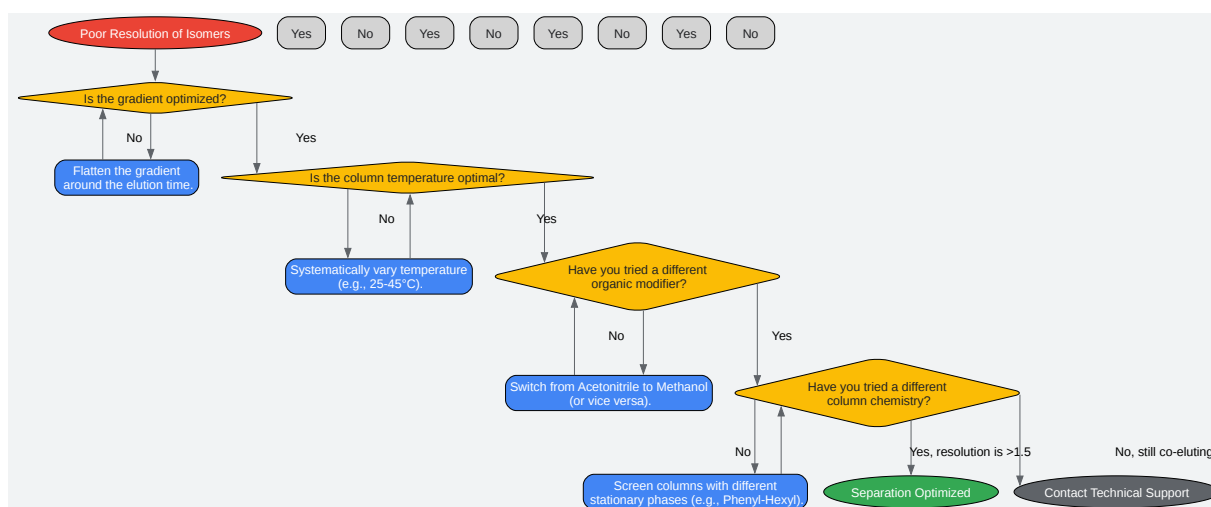 Poor Resolution of Isomers
Yes
No
Yes
No
Yes
No
Yes
No
Is the gradient optimized?
No
Yes
Flatten the gradient
around the elution time.
Is the column temperature optimal?
No
Yes
Systematically vary temperature
(e.g., 25-45°C).
Have you tried a different
organic modifier?
No
Yes
Switch from Acetonitrile to Methanol
(or vice versa).
Have you tried a different
column chemistry?
No
Yes, resolution is >1.5
No, still co-eluting
Screen columns with different
stationary phases (e.g., Phenyl-Hexyl).
Separation Optimized
Contact Technical Support